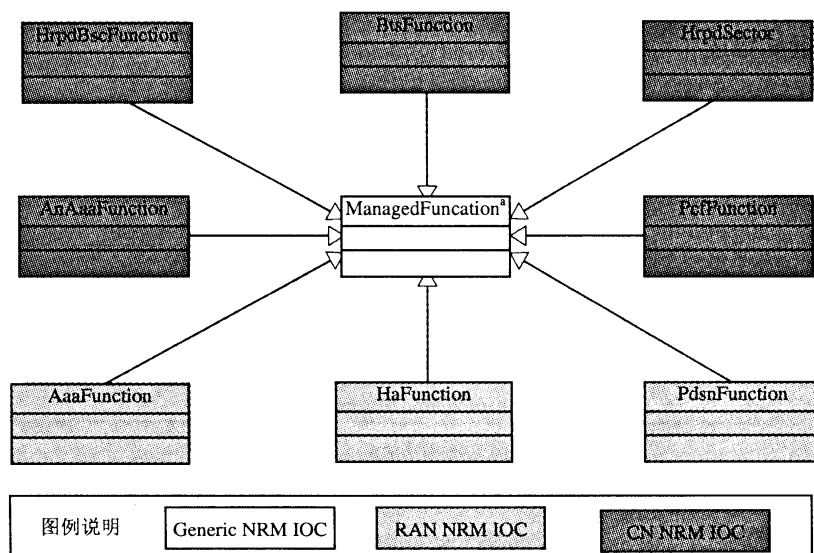 HrpdBscFunction
BtsFunction
HrpdSector
AnAaaFunction
ManagedFuncationª
PcfFunction
AaaFunction
HaFunction
PdsnFunction
图例说明
Generic NRM IOC
RAN NRM IOC
CN NRM IOC